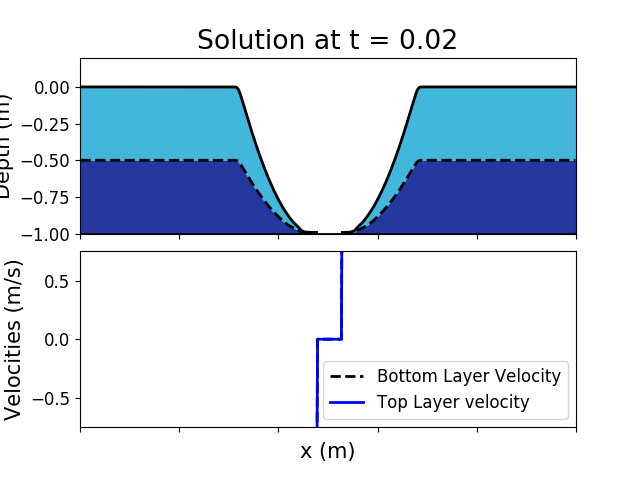 Solution at t = 0.02
Depth (m)
0.00
−0.25
−0.50
−0.75
−1.00
Velocities (m/s)
0.5
0.0
−0.5
Bottom Layer Velocity
Top Layer velocity
x (m)